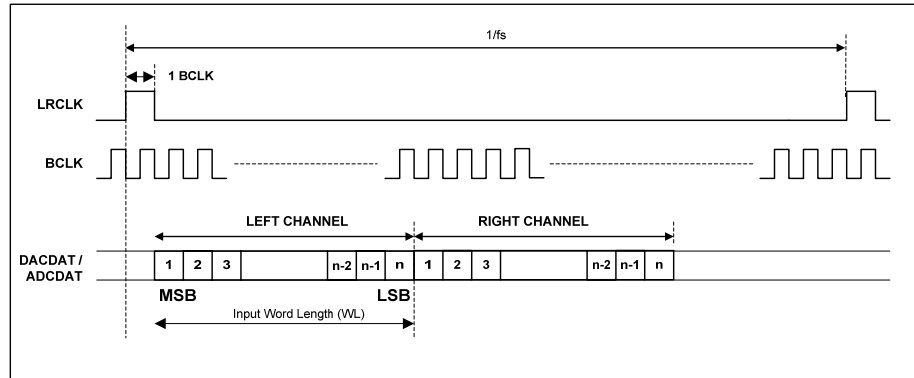 1/fs
1 BCLK
LRCLK
BCLK
LEFT CHANNEL RIGHT CHANNEL
DACDAT /
ADCDAT
1 2 3 n-2 n-1 n 1 2 3 n-2 n-1 n
MSB LSB
Input Word Length (WL)